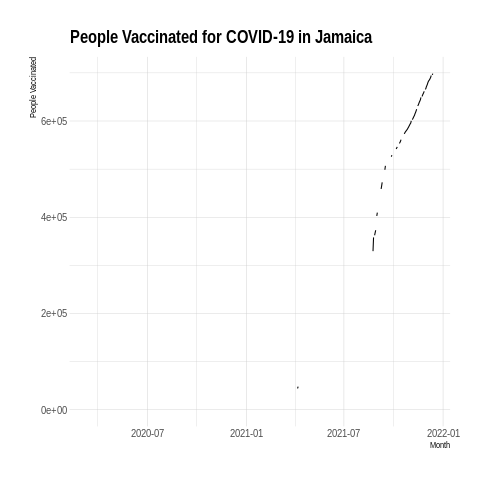 People Vaccinated for COVID-19 in Jamaica
People Vaccinated
6e+05
4e+05
2e+05
0e+00
2020-07 2021-01 2021-07 2022-01
Month